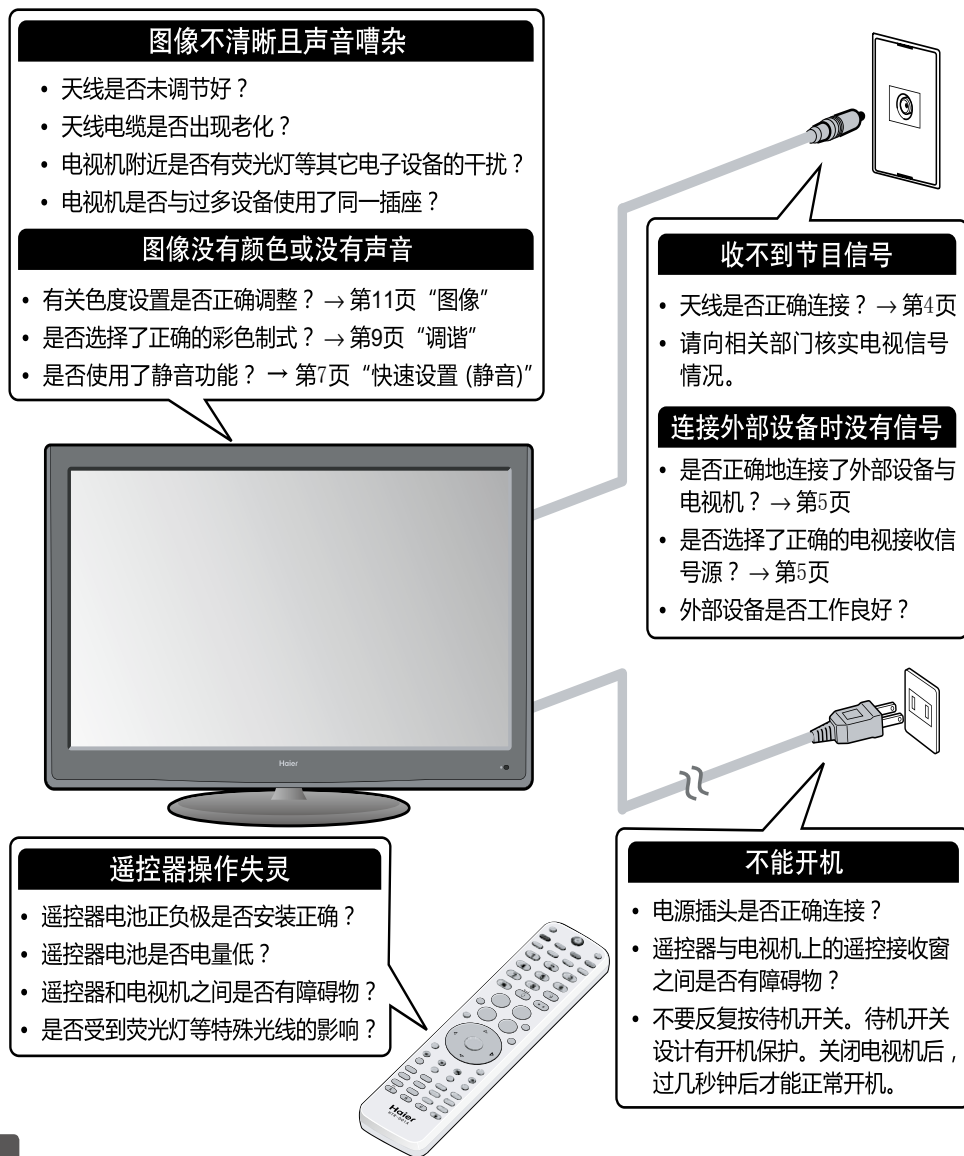 图像不清晰且声音嘈杂
• 天线是否未调节好？
• 天线电缆是否出现老化？
• 电视机附近是否有荧光灯等其它电子设备的干扰？
• 电视机是否与过多设备使用了同一插座？
图像没有颜色或没有声音
• 有关色度设置是否正确调整？→第11页“图像”
• 是否选择了正确的彩色制式？→第9页“调谐”
• 是否使用了静音功能？ → 第7页“快速设置 (静音)”
收不到节目信号
• 天线是否正确连接？→第4页
• 请向相关部门核实电视信号
情况。
连接外部设备时没有信号
• 是否正确地连接了外部设备与
电视机？→第5页
• 是否选择了正确的电视接收信
号源？→第5页
• 外部设备是否工作良好？
Haier
遥控器操作失灵
• 遥控器电池正负极是否安装正确？
• 遥控器电池是否电量低？
• 遥控器和电视机之间是否有障碍物？
• 是否受到荧光灯等特殊光线的影响？
Haier
不能开机
• 电源插头是否正确连接？
• 遥控器与电视机上的遥控接收窗
之间是否有障碍物？
• 不要反复按待机开关。待机开关
设计有开机保护。关闭电视机后，
过几秒钟后才能正常开机。